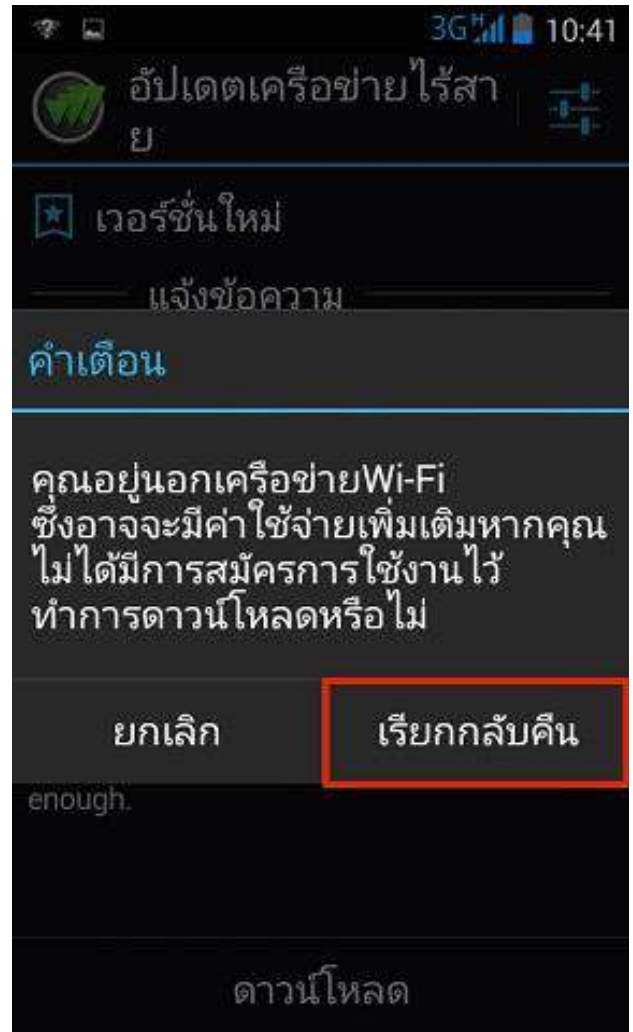 3G H 10:41
อัปเดตเครือข่ายไร้สา
ย
เวอร์ชั่นใหม่
แจ้งข้อความ
คำเตือน
คุณอยู่นอกเครือข่ายWi-Fi
ซึ่งอาจจะมีค่าใช้จ่ายเพิ่มเติมหากคุณ
ไม่ได้มีการสมัครการใช้งานไว้
ทำการดาวน์โหลดหรือไม่
ยกเลิก
เรียกกลับคืน
enough.
ดาวน์โหลด